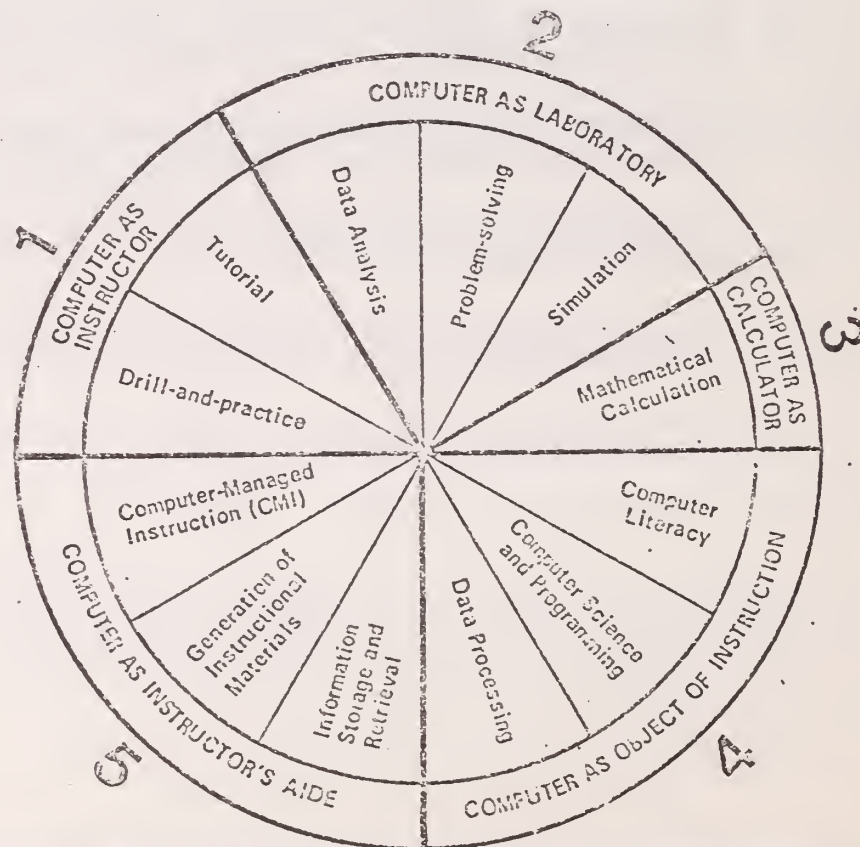 1
COMPUTER AS
INSTRUCTOR
Tutorial
Drill-and-practice
2
COMPUTER AS LABORATORY
Data Analysis
Problem-solving
Simulation
3
COMPUTER AS
CALCULATOR
Mathematical
Calculation
4
COMPUTER AS OBJECT OF INSTRUCTION
Computer
Literacy
Computer Science
and Programming
Data Processing
5
COMPUTER AS INSTRUCTOR'S AIDE
Information
Storage and
Retrieval
Generation of
Instructional
Materials
Computer-Managed
Instruction (CMI)